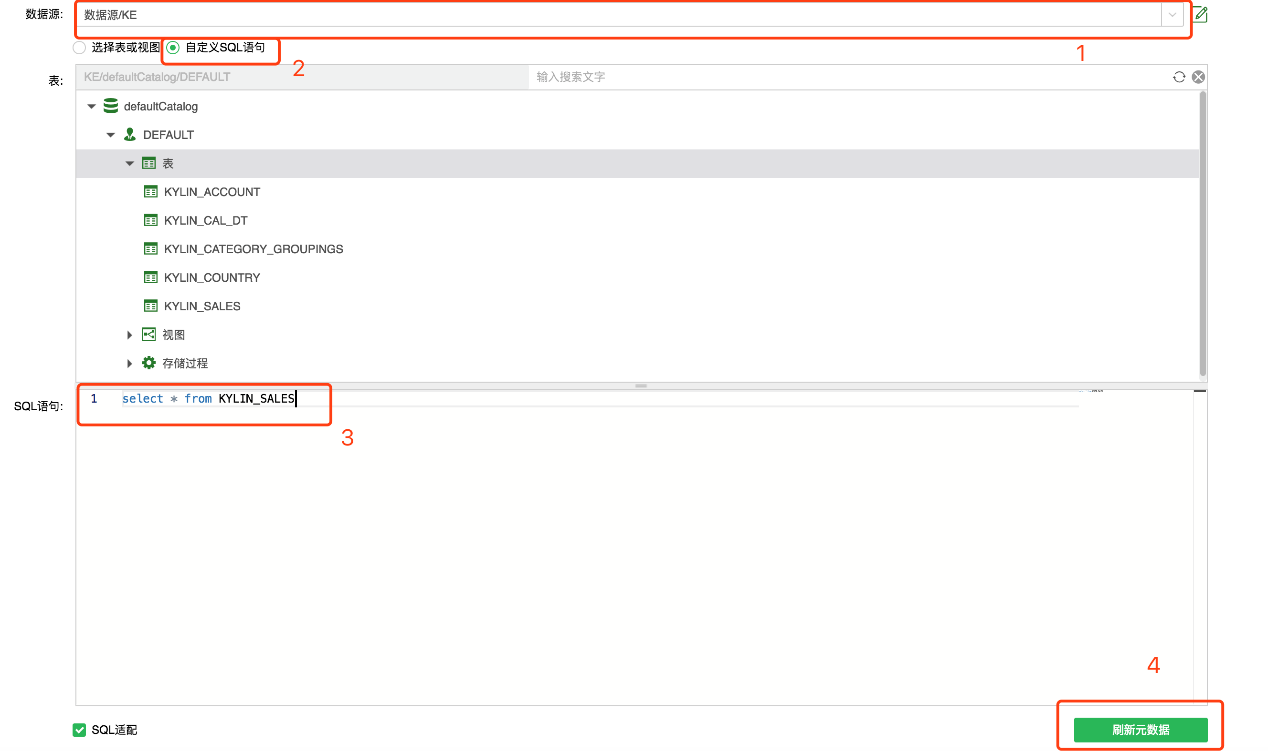 数据源: 数据源/KE
1
选择表或视图 自定义SQL语句
2
表: KE/defaultCatalog/DEFAULT 输入搜索文字
defaultCatalog
DEFAULT
表
KYLIN_ACCOUNT
KYLIN_CAL_DT
KYLIN_CATEGORY_GROUPINGS
KYLIN_COUNTRY
KYLIN_SALES
视图
存储过程
SQL语句: 1 select * from KYLIN_SALES
3
4
SQL适配 刷新元数据